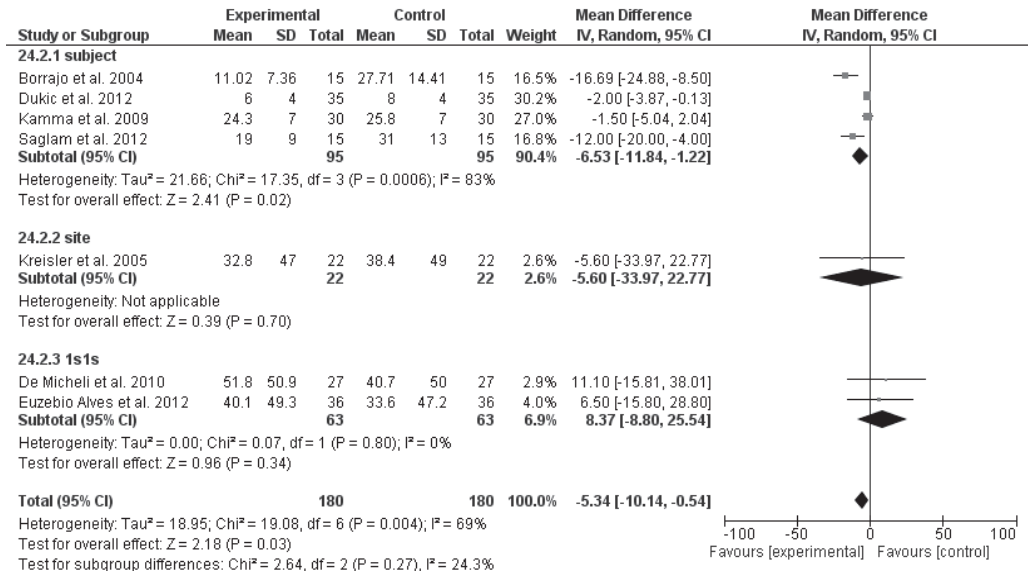 Experimental Control Mean Difference Mean Difference
Study or Subgroup Mean SD Total Mean SD Total Weight IV, Random, 95% CI IV, Random, 95% CI
24.2.1 subject
Borrajo et al. 2004 11.02 7.36 15 27.71 14.41 15 16.5% -16.69 [-24.88, -8.50]
Dukic et al. 2012 6 4 35 8 4 35 30.2% -2.00 [-3.87, -0.13]
Kamma et al. 2009 24.3 7 30 25.8 7 30 27.0% -1.50 [-5.04, 2.04]
Saglam et al. 2012 19 9 15 31 13 15 16.8% -12.00 [-20.00, -4.00]
Subtotal (95% CI) 95 95 90.4% -6.53 [-11.84, -1.22]
Heterogeneity: Tau² = 21.66; Chi² = 17.35, df = 3 (P = 0.0006); I² = 83%
Test for overall effect: Z = 2.41 (P = 0.02)
24.2.2 site
Kreisler et al. 2005 32.8 47 22 38.4 49 22 2.6% -5.60 [-33.97, 22.77]
Subtotal (95% CI) 22 22 2.6% -5.60 [-33.97, 22.77]
Heterogeneity: Not applicable
Test for overall effect: Z = 0.39 (P = 0.70)
24.2.3 1s1s
De Micheli et al. 2010 51.8 50.9 27 40.7 50 27 2.9% 11.10 [-15.81, 38.01]
Euzebio Alves et al. 2012 40.1 49.3 36 33.6 47.2 36 4.0% 6.50 [-15.80, 28.80]
Subtotal (95% CI) 63 63 6.9% 8.37 [-8.80, 25.54]
Heterogeneity: Tau² = 0.00; Chi² = 0.07, df = 1 (P = 0.80); I² = 0%
Test for overall effect: Z = 0.96 (P = 0.34)
Total (95% CI) 180 180 100.0% -5.34 [-10.14, -0.54]
Heterogeneity: Tau² = 18.95; Chi² = 19.08, df = 6 (P = 0.004); I² = 69%
Test for overall effect: Z = 2.18 (P = 0.03)
Test for subgroup differences: Chi² = 2.64, df = 2 (P = 0.27), I² = 24.3%
-100 -50 0 50 100
Favours [experimental] Favours [control]